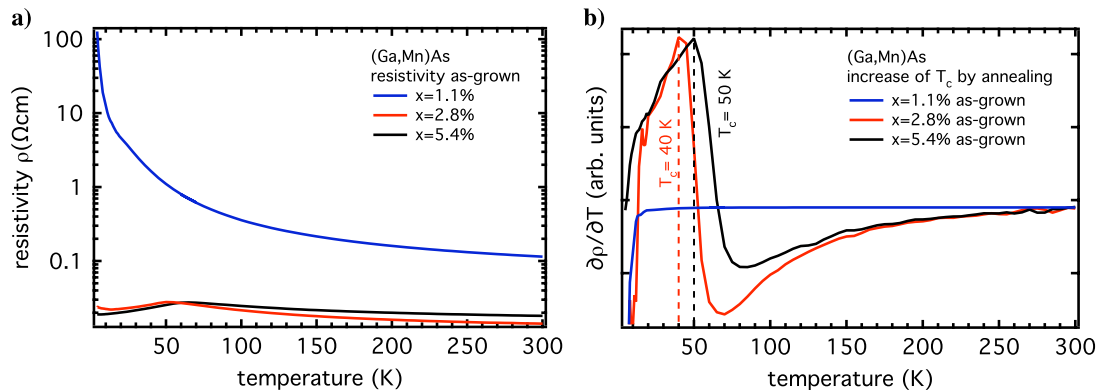 a)
100
10
1
0.1
resistivity ρ(Ωcm)
(Ga,Mn)As
resistivity as-grown
x=1.1%
x=2.8%
x=5.4%
50
100
150
200
250
300
temperature (K)
b)
∂ρ/∂T (arb. units)
T_c= 40 K
T_c= 50 K
(Ga,Mn)As
increase of T_c by annealing
x=1.1% as-grown
x=2.8% as-grown
x=5.4% as-grown
0
50
100
150
200
250
300
temperature (K)